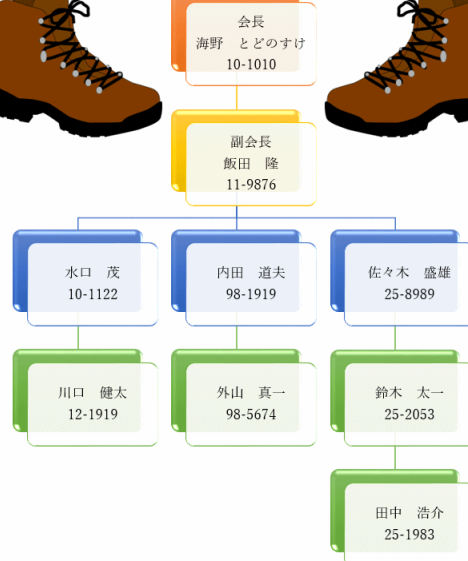 会長
海野　とどのすけ
10-1010
副会長
飯田　隆
11-9876
水口　茂
10-1122
内田　道夫
98-1919
佐々木　盛雄
25-8989
川口　健太
12-1919
外山　真一
98-5674
鈴木　太一
25-2053
田中　浩介
25-1983